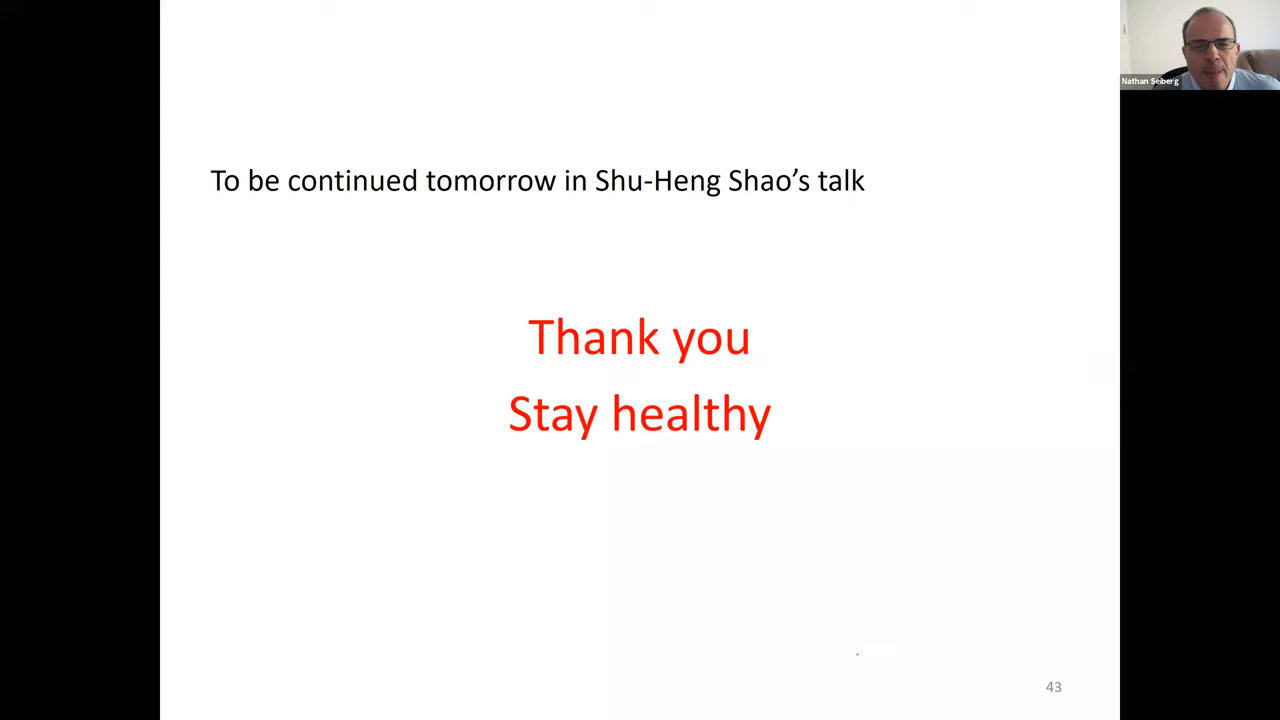 Nathan Seiberg
To be continued tomorrow in Shu-Heng Shao’s talk
Thank you
Stay healthy
43